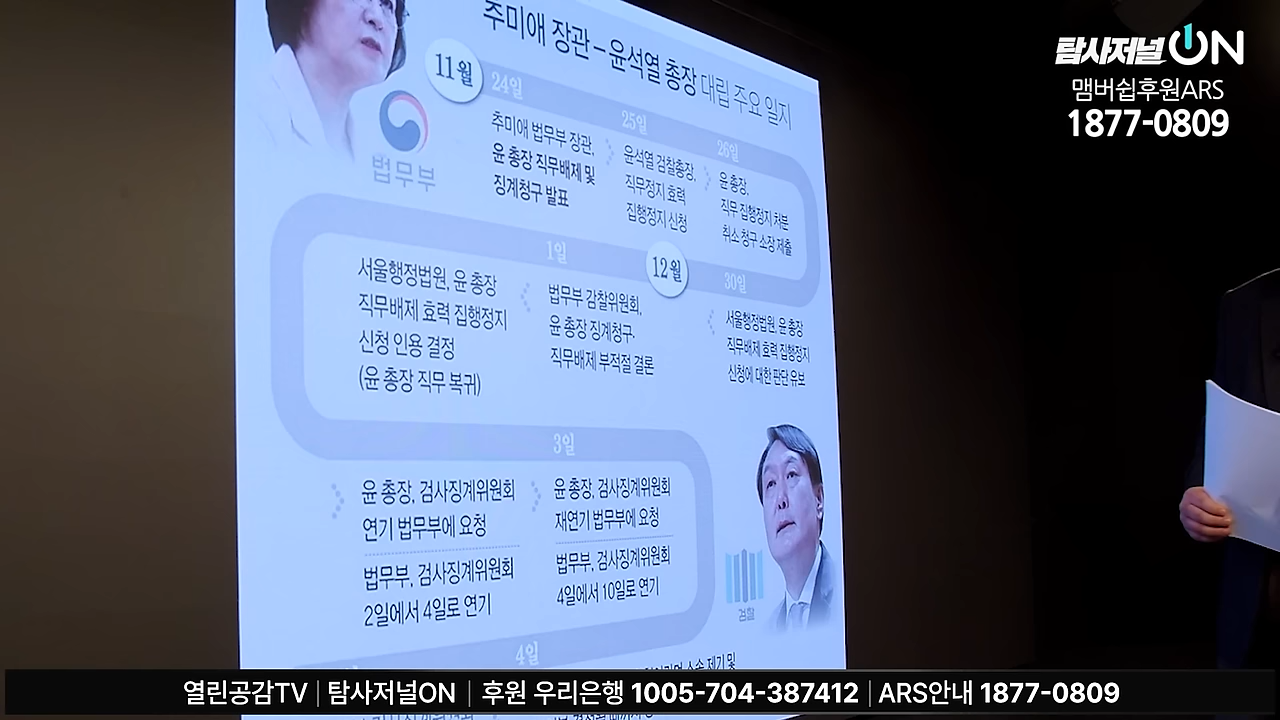 추미애 장관 – 윤석열 총장 대립 주요 일지
11월
24일
추미애 법무부 장관,
윤 총장 직무배제 및
징계청구 발표
25일
윤석열 검찰총장,
직무정지 효력
집행정지 신청
26일
윤 총장,
직무 집행정지 처분
취소 청구 소장 제출
법무부
30일
서울행정법원, 윤 총장
직무배제 효력 집행정지
신청에 대한 판단 유보
12월
1일
법무부 감찰위원회,
윤 총장 징계청구·
직무배제 부적절 결론
서울행정법원, 윤 총장
직무배제 효력 집행정지
신청 인용 결정
(윤 총장 직무 복귀)
3일
윤 총장, 검사징계위원회
연기 법무부에 요청
법무부, 검사징계위원회
2일에서 4일로 연기
윤 총장, 검사징계위원회
재연기 법무부에 요청
법무부, 검사징계위원회
4일에서 10일로 연기
검찰
4일
소송 제기 및
탐사저널ON
맴버쉽후원ARS
1877-0809
열린공감TV | 탐사저널ON | 후원 우리은행 1005-704-387412 | ARS안내 1877-0809